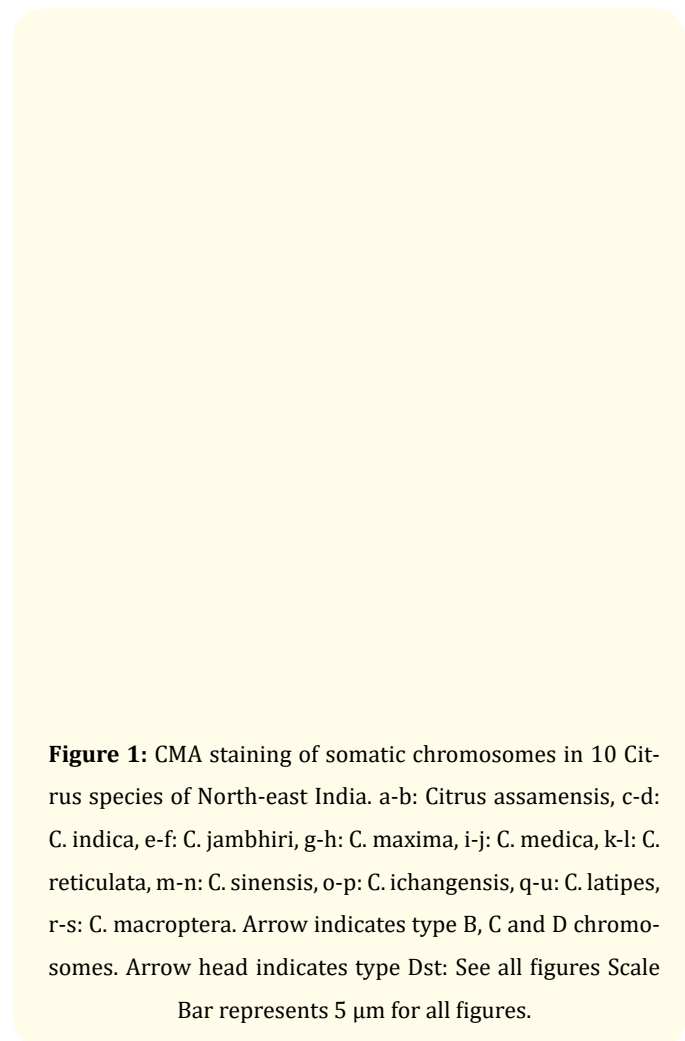 Figure 1: CMA staining of somatic chromosomes in 10 Cit-
rus species of North-east India. a-b: Citrus assamensis, c-d:
C. indica, e-f: C. jambhiri, g-h: C. maxima, i-j: C. medica, k-l: C.
reticulata, m-n: C. sinensis, o-p: C. ichangensis, q-u: C. latipes,
r-s: C. macroptera. Arrow indicates type B, C and D chromo-
somes. Arrow head indicates type Dst: See all figures Scale
Bar represents 5 μm for all figures.